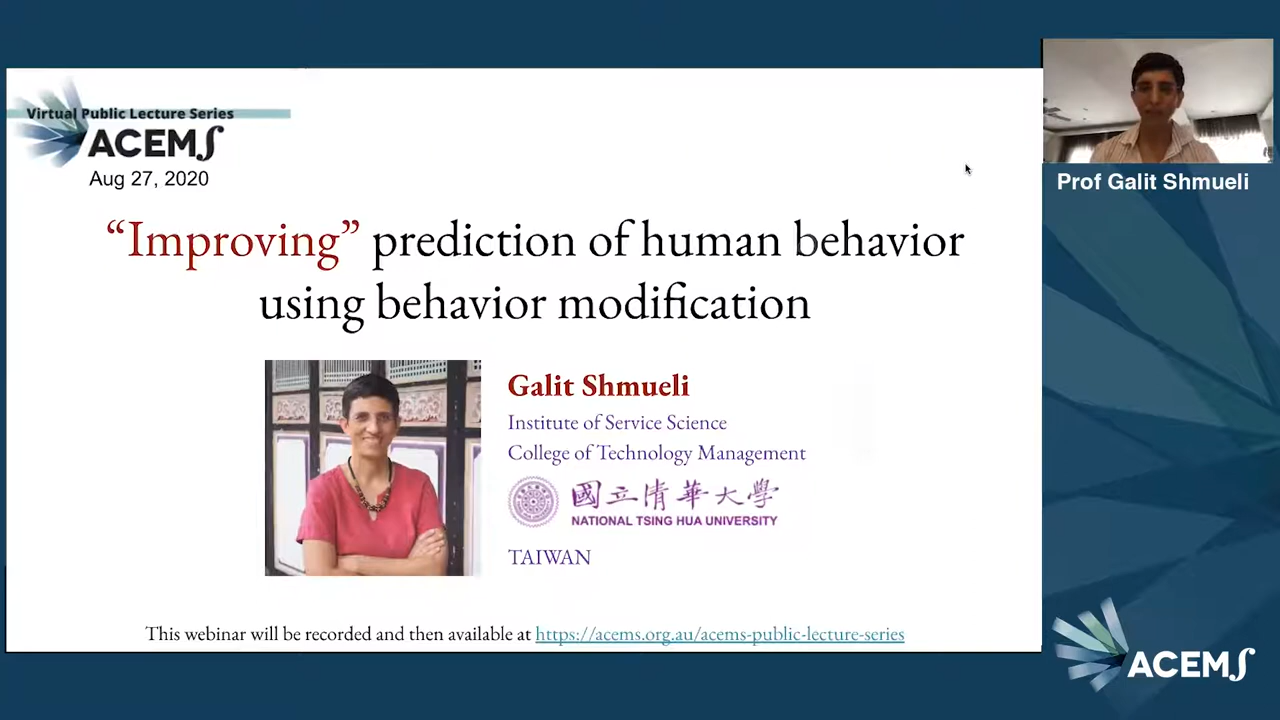 Virtual Public Lecture Series
ACEMS
Aug 27, 2020
“Improving” prediction of human behavior
using behavior modification
Galit Shmueli
Institute of Service Science
College of Technology Management
國立清華大學
NATIONAL TSING HUA UNIVERSITY
TAIWAN
This webinar will be recorded and then available at https://acems.org.au/acems-public-lecture-series
Prof Galit Shmueli
ACEMS